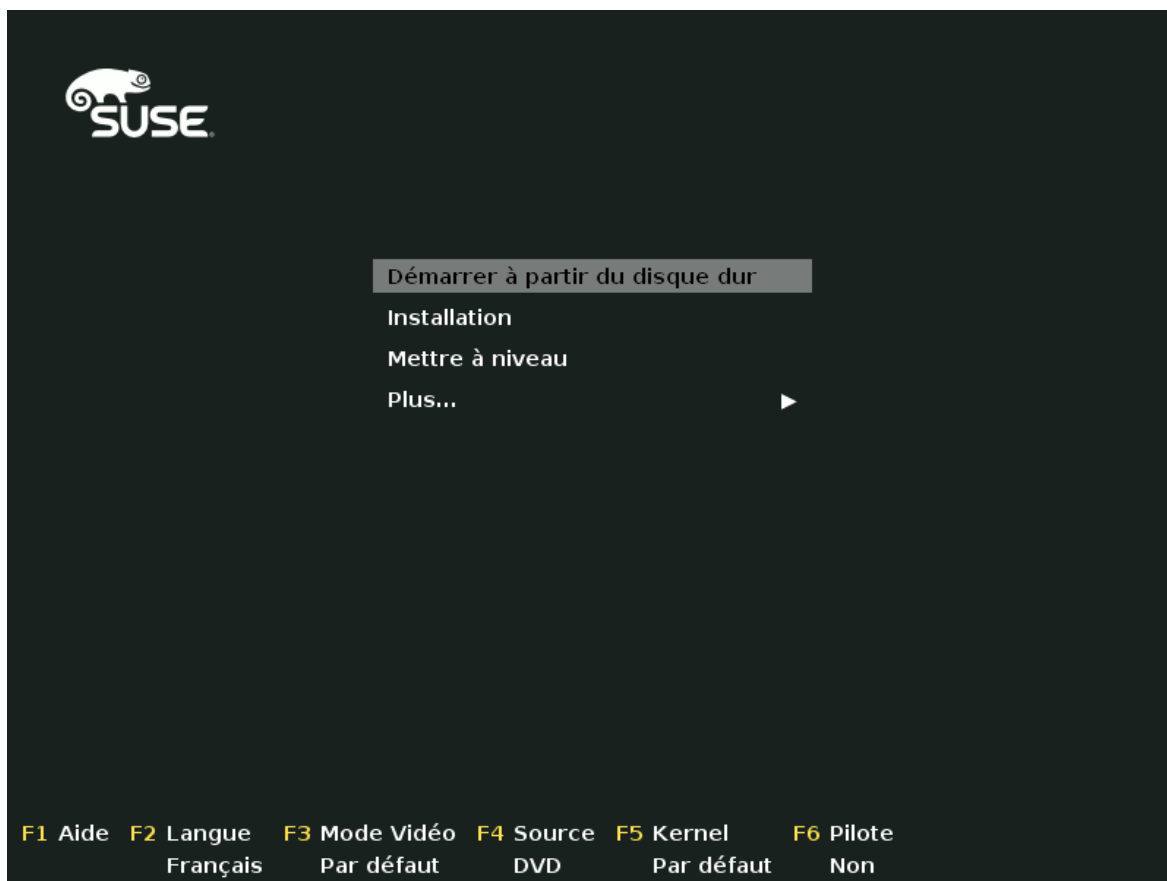 SUSE.
Démarrer à partir du disque dur
Installation
Mettre à niveau
Plus...
F1 Aide F2 Langue F3 Mode Vidéo F4 Source F5 Kernel F6 Pilote
Français Par défaut DVD Par défaut Non